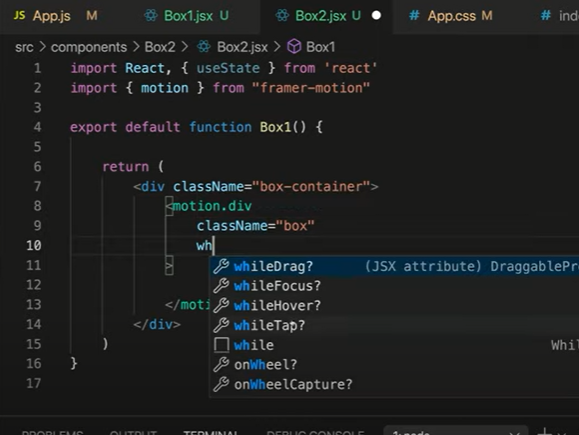 JS App.js M Box1.jsx U Box2.jsx U App.css M
src > components > Box2 > Box2.jsx > Box1
1 import React, { useState } from 'react'
2 import { motion } from "framer-motion"
3
4 export default function Box1() {
5
6 return (
7 <div className="box-container">
8 <motion.div
9 className="box"
10 wh
whileDrag? (JSX attribute) DraggablePr
11 >
whileFocus?
12
whileHover?
13 </moti
whileTap?
14 </div>
while Whil
15 )
onWheel?
16 }
onWheelCapture?
17
PROBLEMS OUTPUT TERMINAL DEBUG CONSOLE